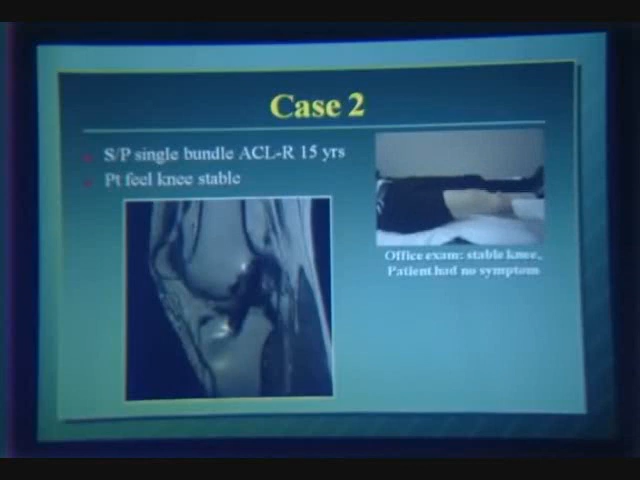 Case 2
S/P single bundle ACL-R 15 yrs
Pt feel knee stable
Office exam: stable knee,
Patient had no symptom